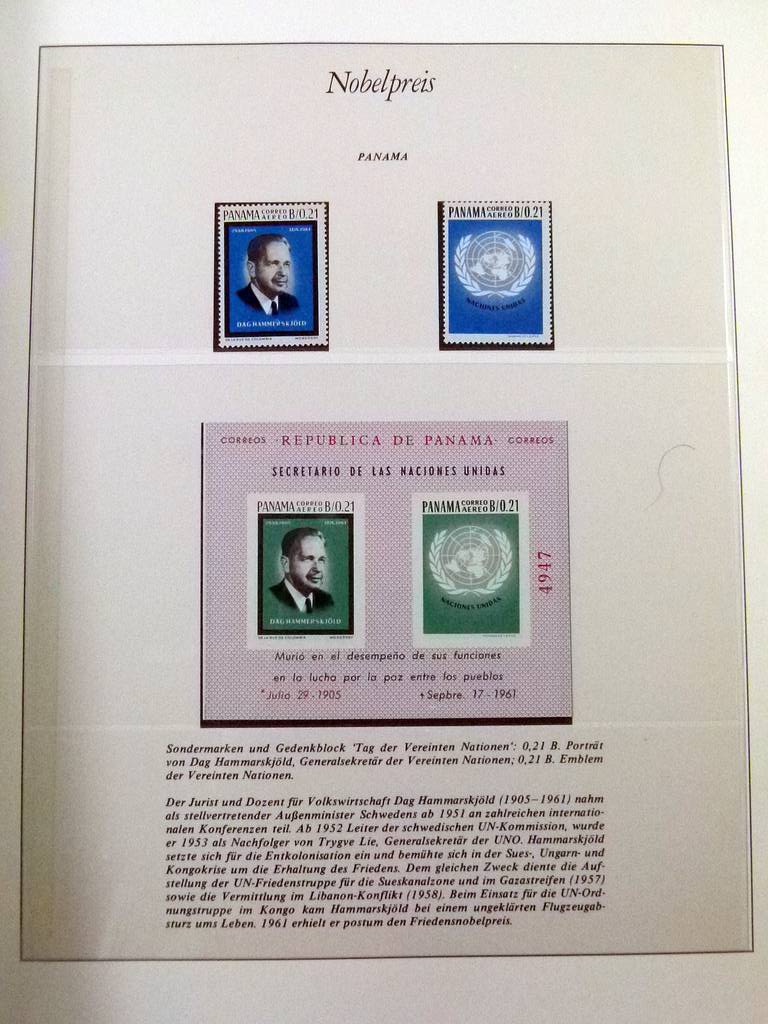 Nobelpreis
PANAMA
PANAMA CORREO AEREO B/0.21
DAG HAMMERSKJÖLD
PANAMA CORREO AEREO B/0.21
NACIONES UNIDAS
CORREOS ·REPUBLICA DE PANAMA· CORREOS
SECRETARIO DE LAS NACIONES UNIDAS
PANAMA CORREO AEREO B/0.21
DAG HAMMERSKJÖLD
PANAMA CORREO AEREO B/0.21
NACIONES UNIDAS
4947
Murio en el desempeño de sus funciones
en la lucha por la paz entre los pueblos
*Julio 29-1905 +Sepbre. 17-1961
Sondermarken und Gedenkblock 'Tag der Vereinten Nationen': 0,21 B. Porträt
von Dag Hammarskjöld, Generalsekretär der Vereinten Nationen; 0,21 B. Emblem
der Vereinten Nationen.
Der Jurist und Dozent für Volkswirtschaft Dag Hammarskjöld (1905–1961) nahm
als stellvertretender Außenminister Schwedens ab 1951 an zahlreichen internatio-
nalen Konferenzen teil. Ab 1952 Leiter der schwedischen UN-Kommission, wurde
er 1953 als Nachfolger von Trygve Lie, Generalsekretär der UNO. Hammarskjöld
setzte sich für die Entkolonisation ein und bemühte sich in der Sues-, Ungarn- und
Kongokrise um die Erhaltung des Friedens. Dem gleichen Zweck diente die Auf-
stellung der UN-Friedenstruppe für die Sueskanalzone und im Gazastreifen (1957)
sowie die Vermittlung im Libanon-Konflikt (1958). Beim Einsatz für die UN-Ord-
nungstruppe im Kongo kam Hammarskjöld bei einem ungeklärten Flugzeugab-
sturz ums Leben. 1961 erhielt er postum den Friedensnobelpreis.